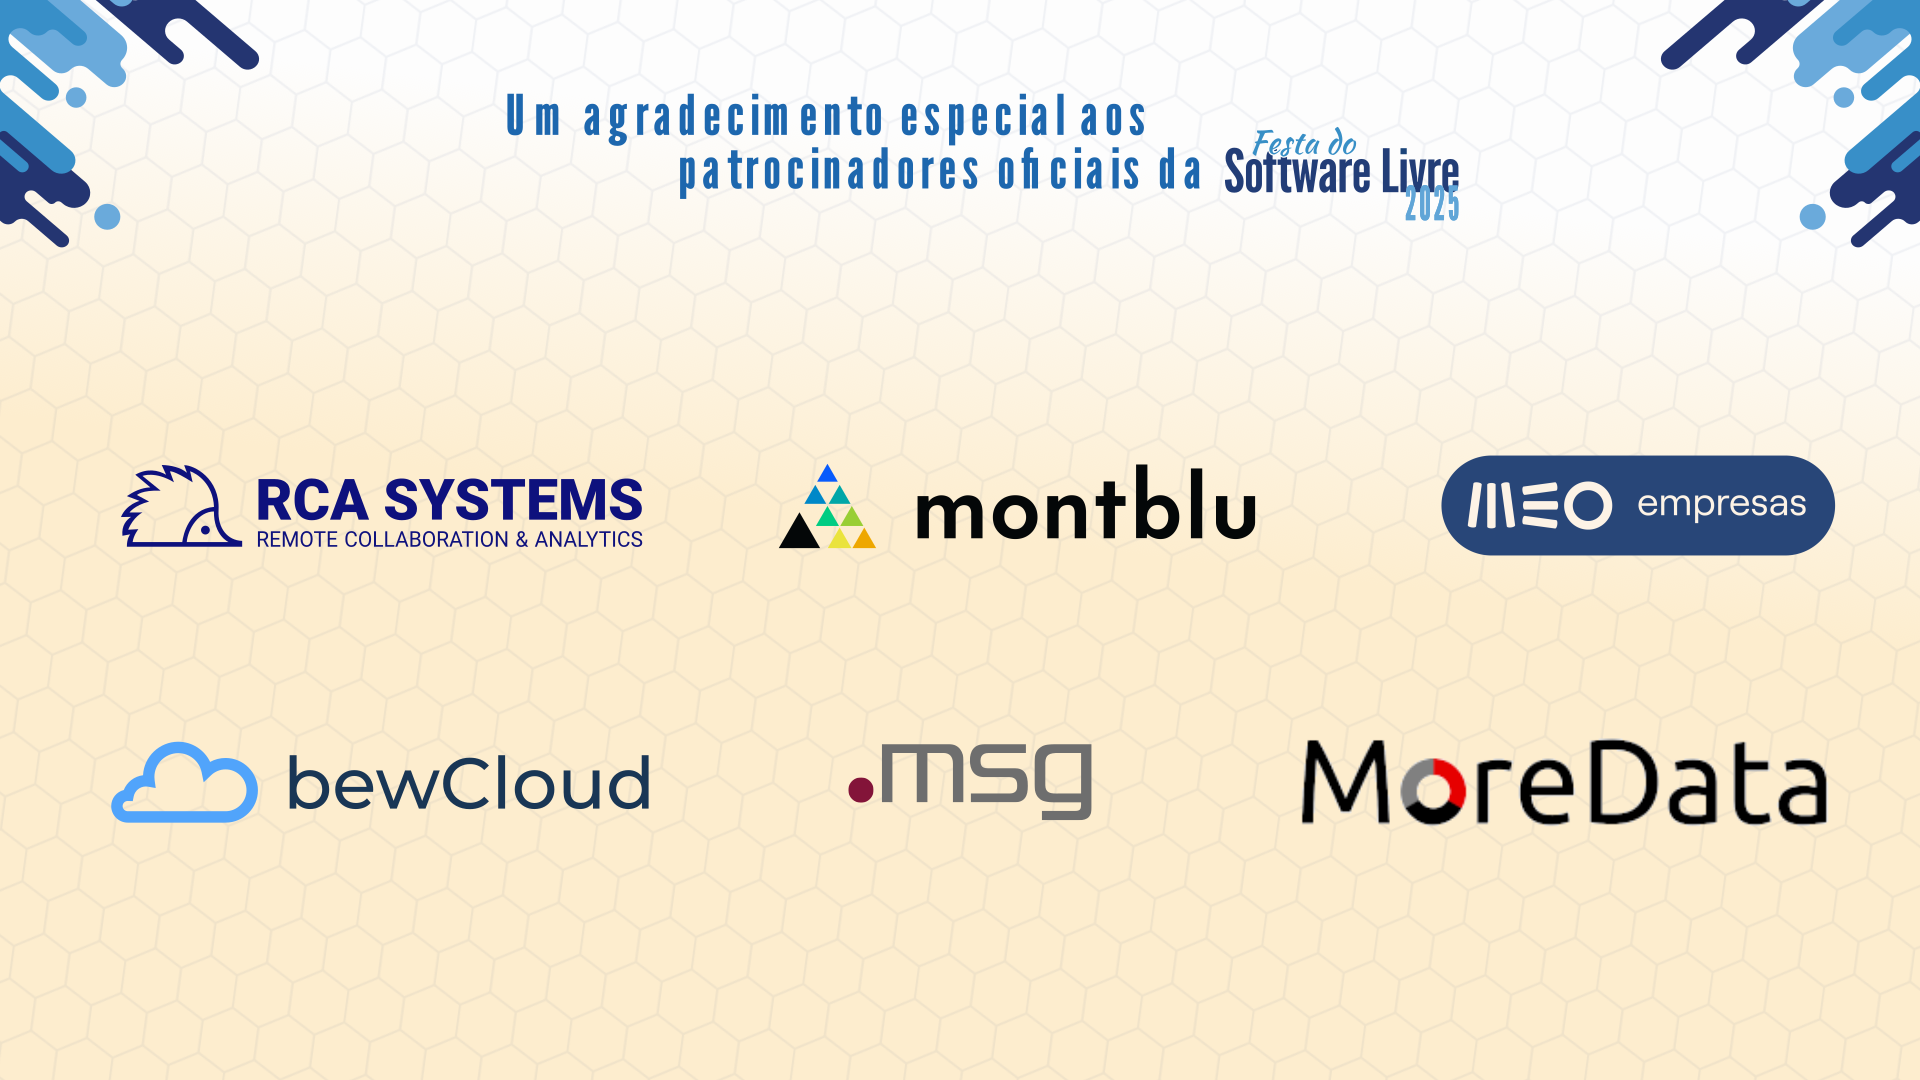 Um agradecimento especial aos
patrocinadores oficiais da
Festa do
Software Livre
2025
RCA SYSTEMS
REMOTE COLLABORATION & ANALYTICS
montblu
MEO empresas
bewCloud
.msg
MoreData